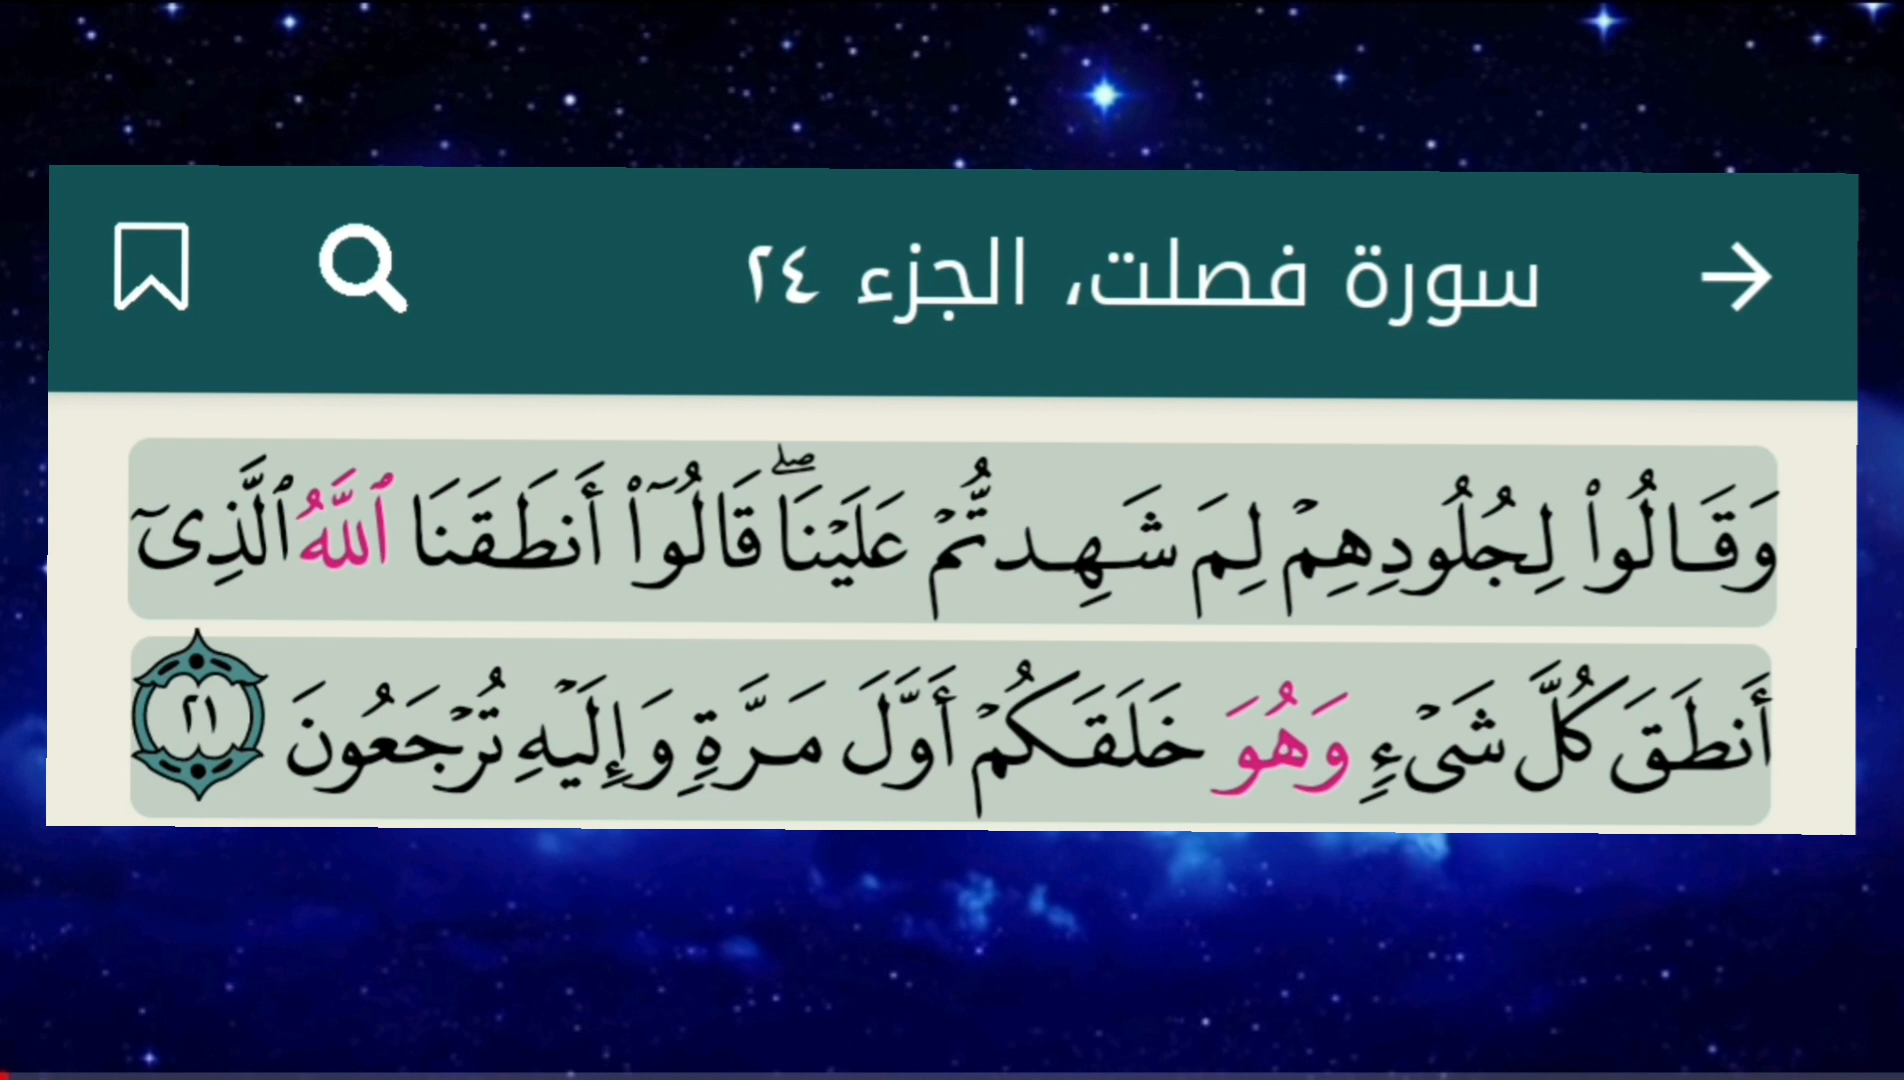 سورة فصلت، الجزء ٢٤
وَقَالُواْ لِجُلُودِهِمْ لِمَ شَهِدتُّمْ عَلَيْنَاۖ قَالُوٓاْ أَنطَقَنَا ٱللَّهُ ٱلَّذِىٓ
أَنطَقَ كُلَّ شَىْءٍۢ وَهُوَ خَلَقَكُمْ أَوَّلَ مَرَّةٍۢ وَإِلَيْهِ تُرْجَعُونَ ٢١